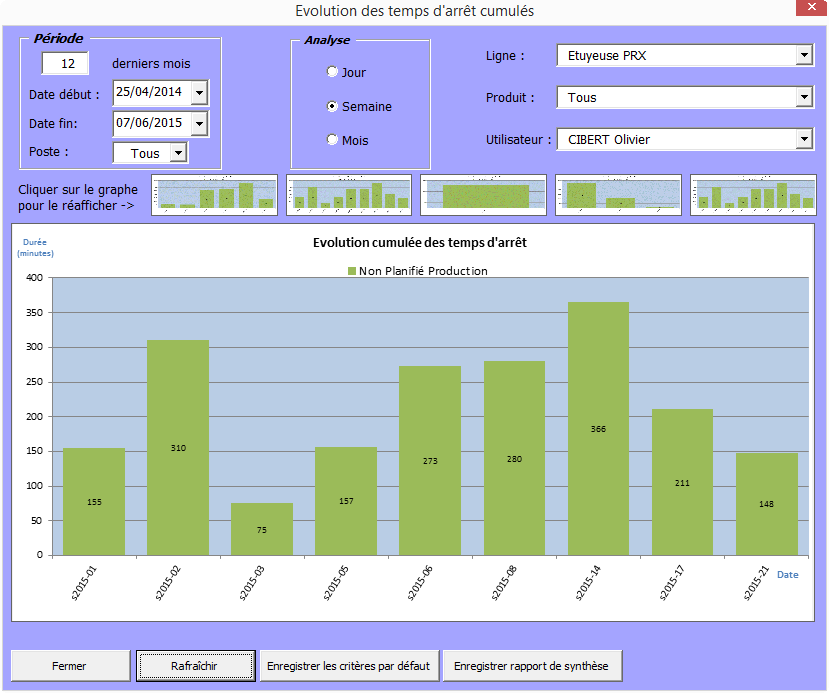 Evolution des temps d'arrêt cumulés
Période
12 derniers mois
Date début : 25/04/2014
Date fin: 07/06/2015
Poste : Tous
Analyse
Jour
Semaine
Mois
Ligne : Etuyeuse PRX
Produit : Tous
Utilisateur : CIBERT Olivier
Cliquer sur le graphe
pour le réafficher ->
Evolution cumulée des temps d'arrêt
Durée
(minutes)
Non Planifié Production
400
350
300
250
200
150
100
50
0
155
310
75
157
273
280
366
211
148
s2015-01
s2015-02
s2015-03
s2015-05
s2015-06
s2015-08
s2015-14
s2015-17
s2015-21
Date
Fermer
Rafraîchir
Enregistrer les critères par défaut
Enregistrer rapport de synthèse